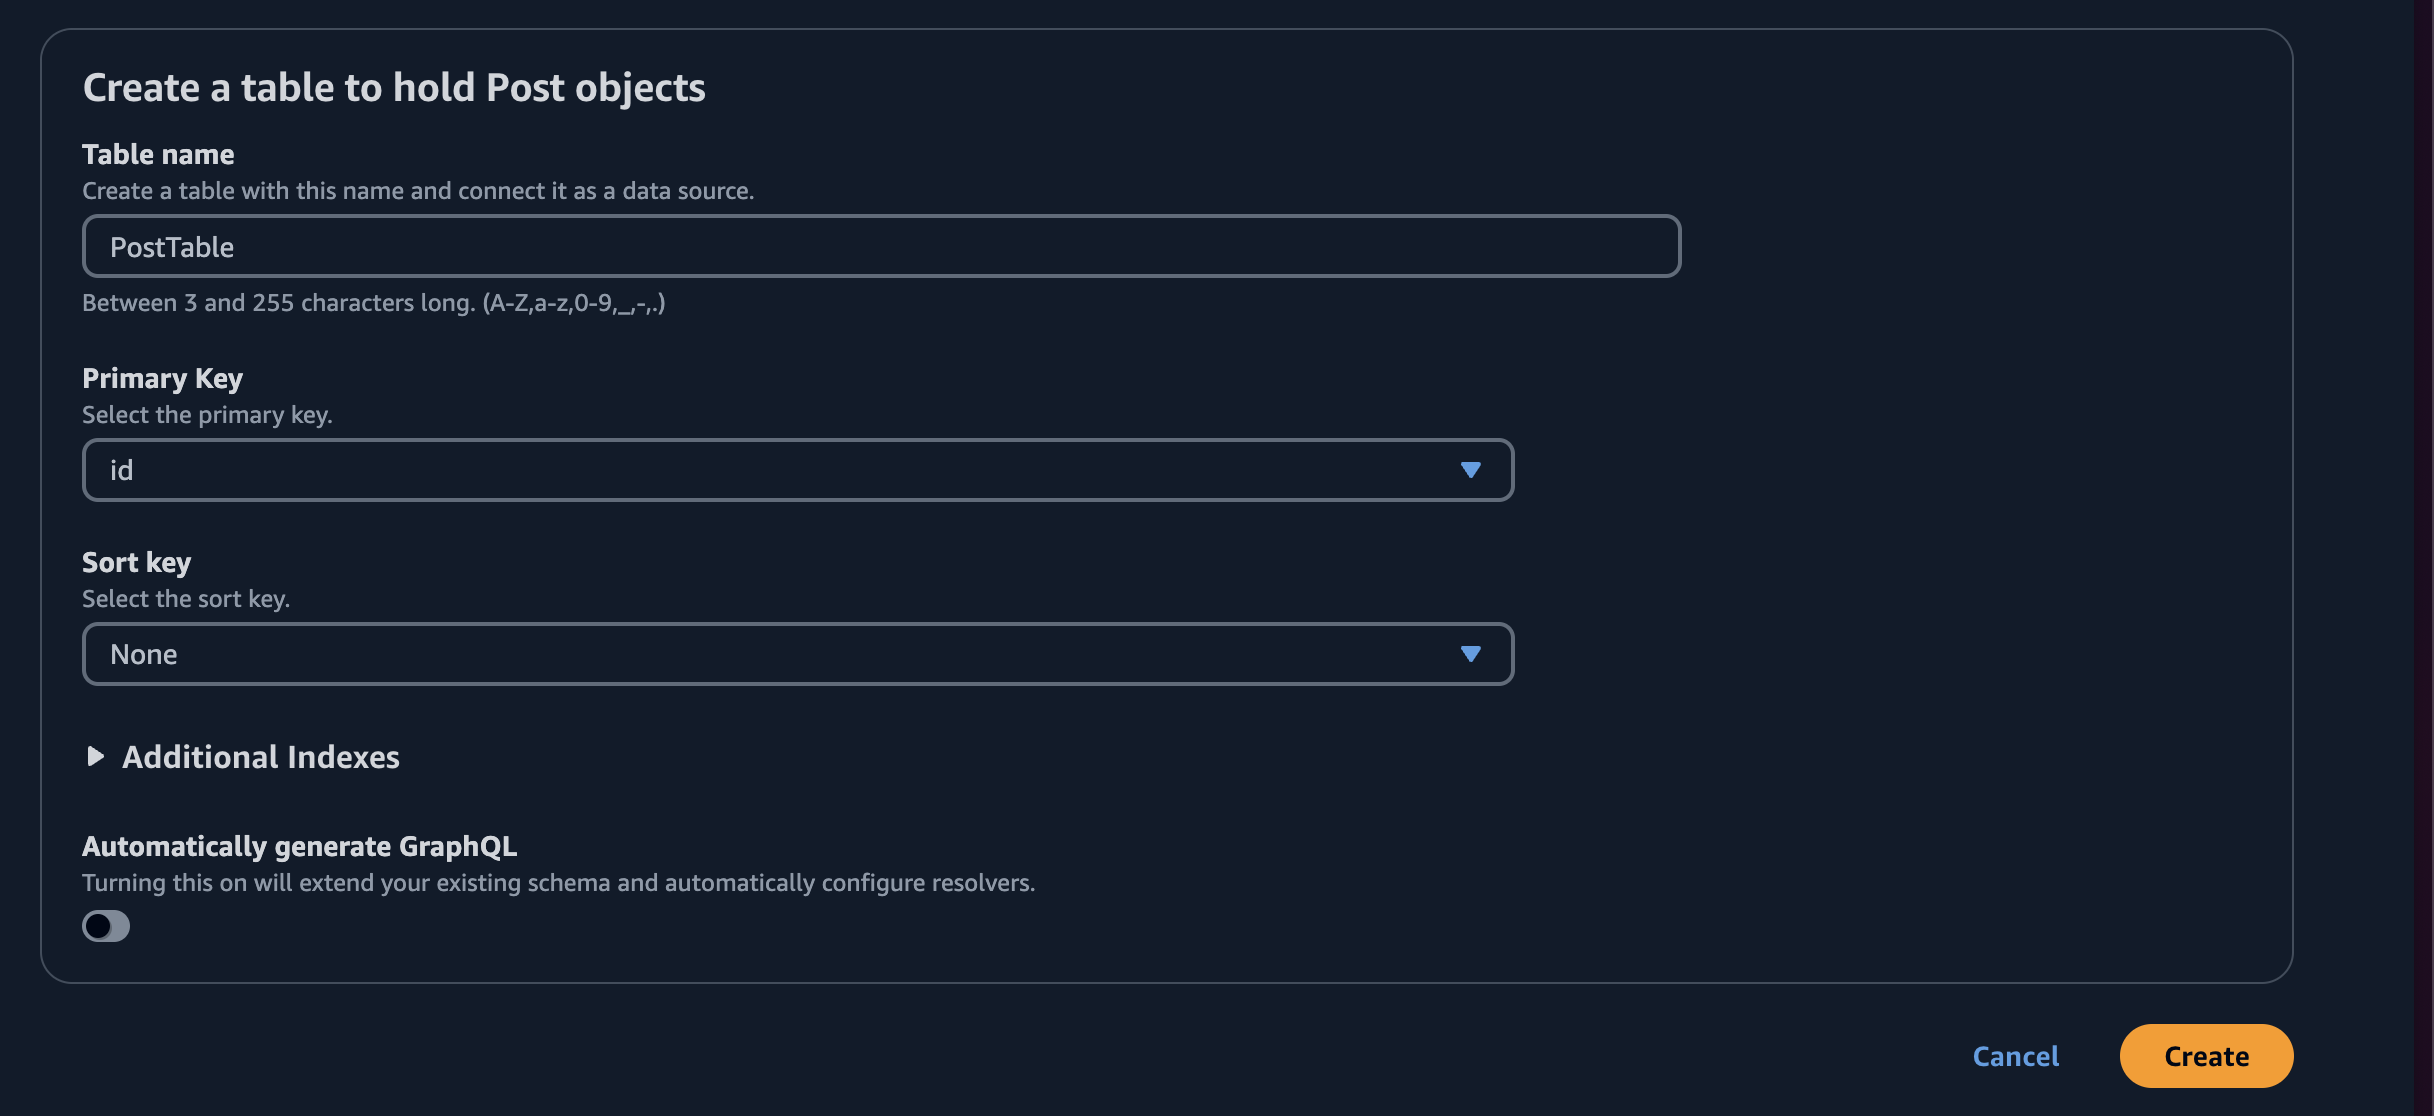 Create a table to hold Post objects
Table name
Create a table with this name and connect it as a data source.
PostTable
Between 3 and 255 characters long. (A-Z,a-z,0-9,_,-,.)
Primary Key
Select the primary key.
id
Sort key
Select the sort key.
None
Additional Indexes
Automatically generate GraphQL
Turning this on will extend your existing schema and automatically configure resolvers.
Cancel
Create